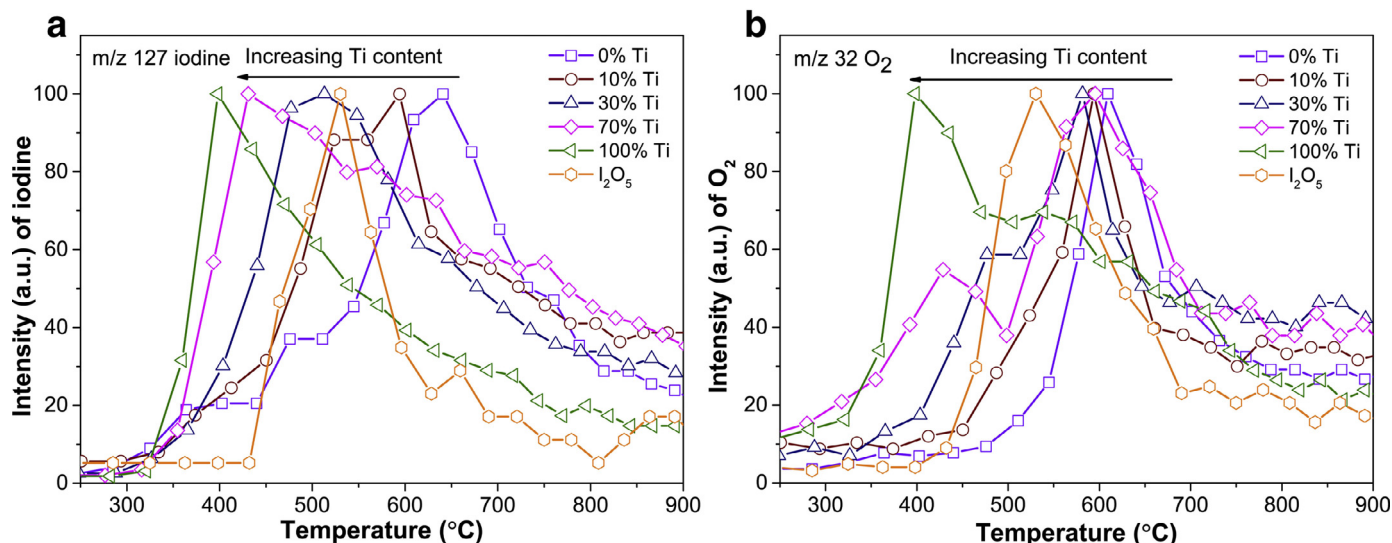 a
m/z 127 iodine
Increasing Ti content
0% Ti
10% Ti
30% Ti
70% Ti
100% Ti
I₂O₅
Intensity (a.u.) of iodine
100
80
60
40
20
0
300 400 500 600 700 800 900
Temperature (°C)
b
m/z 32 O₂
Increasing Ti content
0% Ti
10% Ti
30% Ti
70% Ti
100% Ti
I₂O₅
Intensity (a.u.) of O₂
100
80
60
40
20
0
300 400 500 600 700 800 900
Temperature (°C)